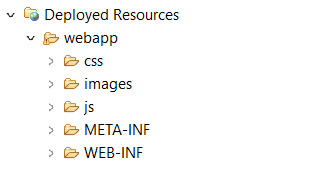 Deployed Resources
webapp
css
images
js
META-INF
WEB-INF